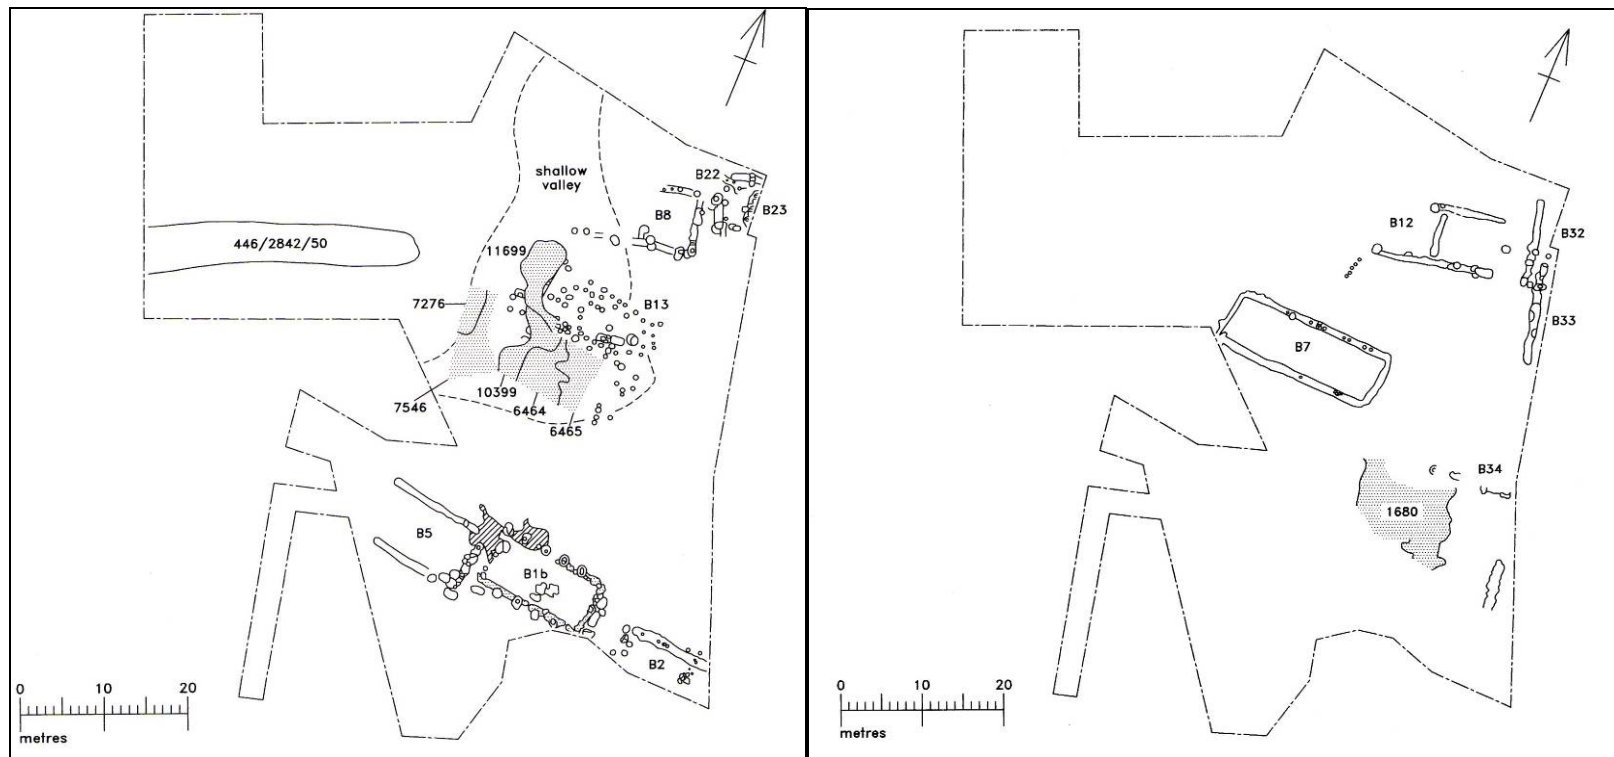 shallow
valley
B22
B23
B8
446/2842/50
11699
7276
B13
10399
7546
6464
6465
B5
B1b
B2
0 10 20
metres
B12
B32
B33
B7
B34
1680
0 10 20
metres